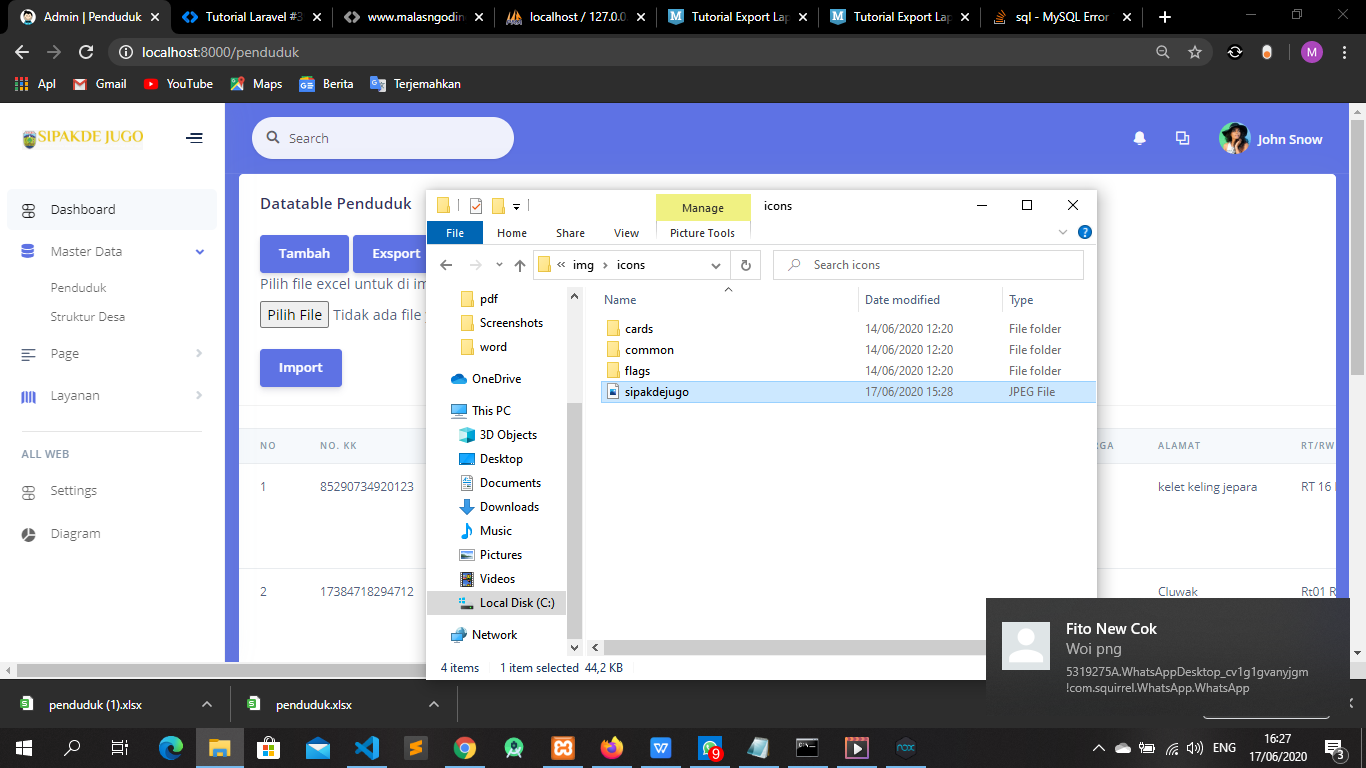 Admin | Penduduk
Tutorial Laravel #3
www.malasngodin
localhost / 127.0.0
Tutorial Export Lap
Tutorial Export Lap
sql - MySQL Error
localhost:8000/penduduk
M
Apl
Gmail
YouTube
Maps
Berita
Terjemahkan
SIPAKDE JUGO
Search
John Snow
Dashboard
Master Data
Penduduk
Struktur Desa
Page
Layanan
ALL WEB
Settings
Diagram
Datatable Penduduk
Tambah
Exsport
Pilih file excel untuk di im
Pilih File
Tidak ada file
Import
NO
NO. KK
RGA
ALAMAT
RT/RW
1
85290734920123
kelet keling jepara
RT 16
2
17384718294712
Cluwak
Rt01 R
Manage
icons
File
Home
Share
View
Picture Tools
img
icons
Search icons
pdf
Screenshots
word
OneDrive
This PC
3D Objects
Desktop
Documents
Downloads
Music
Pictures
Videos
Local Disk (C:)
Network
Name
Date modified
Type
cards
14/06/2020 12:20
File folder
common
14/06/2020 12:20
File folder
flags
14/06/2020 12:20
File folder
sipakdejugo
17/06/2020 15:28
JPEG File
4 items
1 item selected
44,2 KB
Fito New Cok
Woi png
5319275A.WhatsAppDesktop_cv1g1gvanyjgm
!com.squirrel.WhatsApp.WhatsApp
penduduk (1).xlsx
penduduk.xlsx
9
ENG
16:27
17/06/2020
3